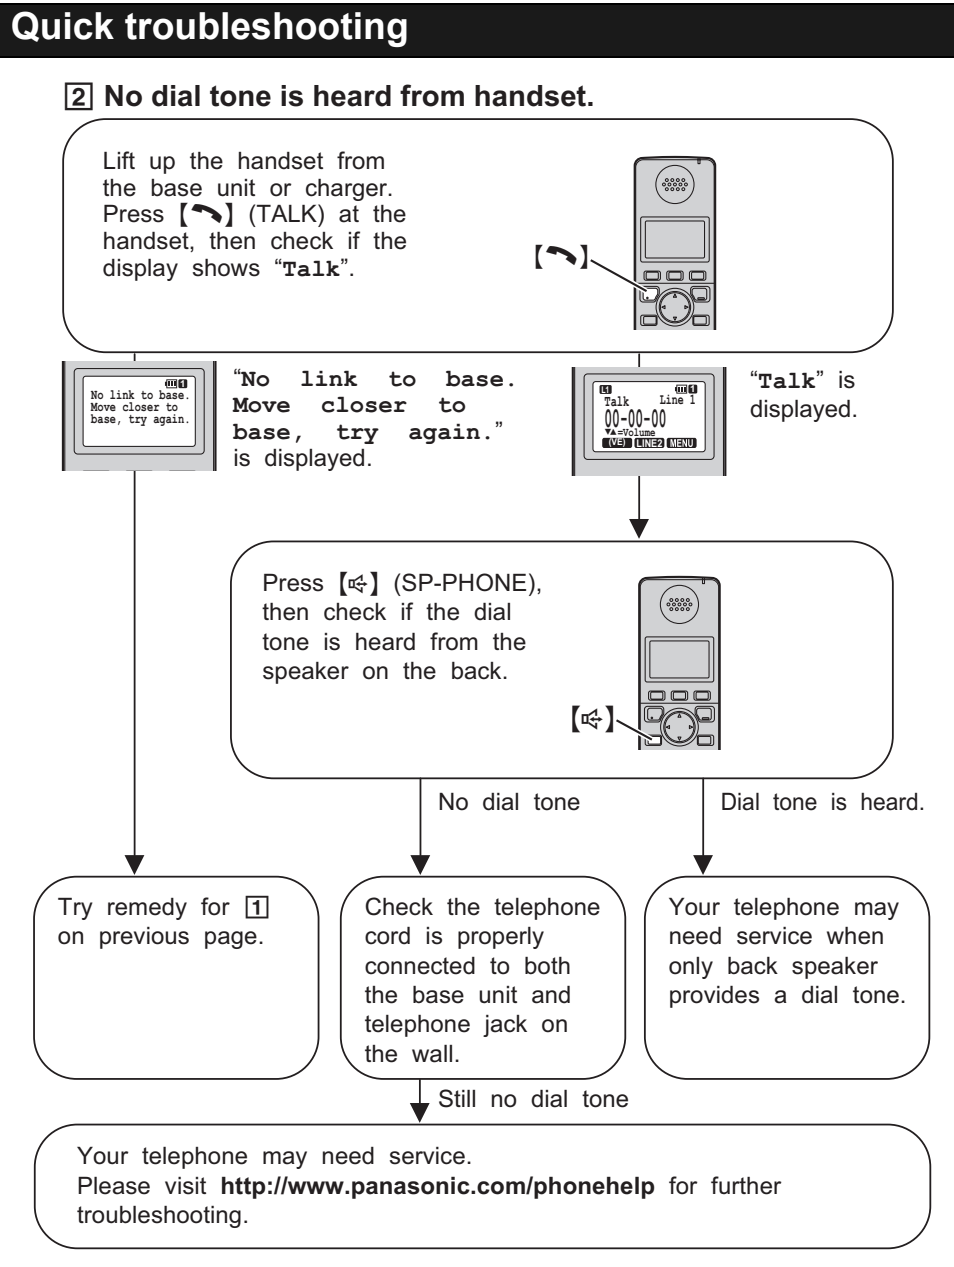 Quick troubleshooting
2 No dial tone is heard from handset.
Lift up the handset from
the base unit or charger.
Press 【 】 (TALK) at the
handset, then check if the
display shows “Talk”.
【 】
No link to base.
Move closer to
base, try again.
1
“No link to base.
Move closer to
base, try again.”
is displayed.
L1 1
Talk Line 1
00-00-00
▼▲=Volume
(VE) LINE2 MENU
“Talk” is
displayed.
Press 【 】 (SP-PHONE),
then check if the dial
tone is heard from the
speaker on the back.
【 】
No dial tone
Dial tone is heard.
Try remedy for 1
on previous page.
Check the telephone
cord is properly
connected to both
the base unit and
telephone jack on
the wall.
Your telephone may
need service when
only back speaker
provides a dial tone.
Still no dial tone
Your telephone may need service.
Please visit http://www.panasonic.com/phonehelp for further
troubleshooting.